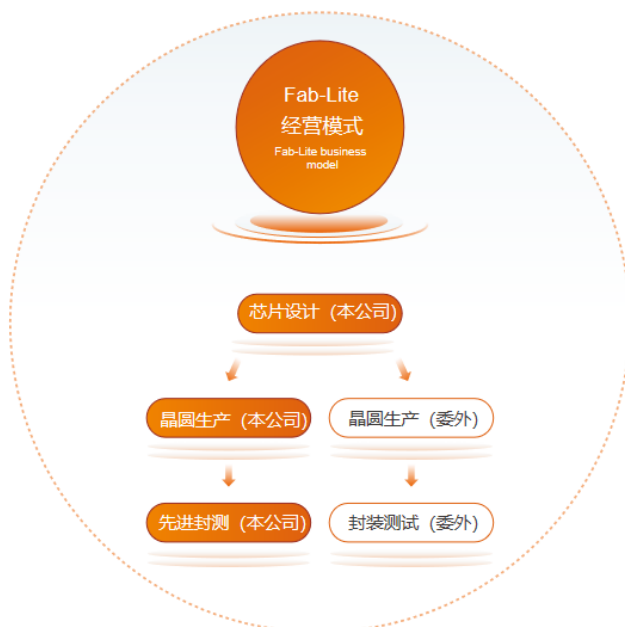 Fab-Lite
经营模式
Fab-Lite business
model
芯片设计（本公司）
晶圆生产（本公司）
晶圆生产（委外）
先进封测（本公司）
封装测试（委外）